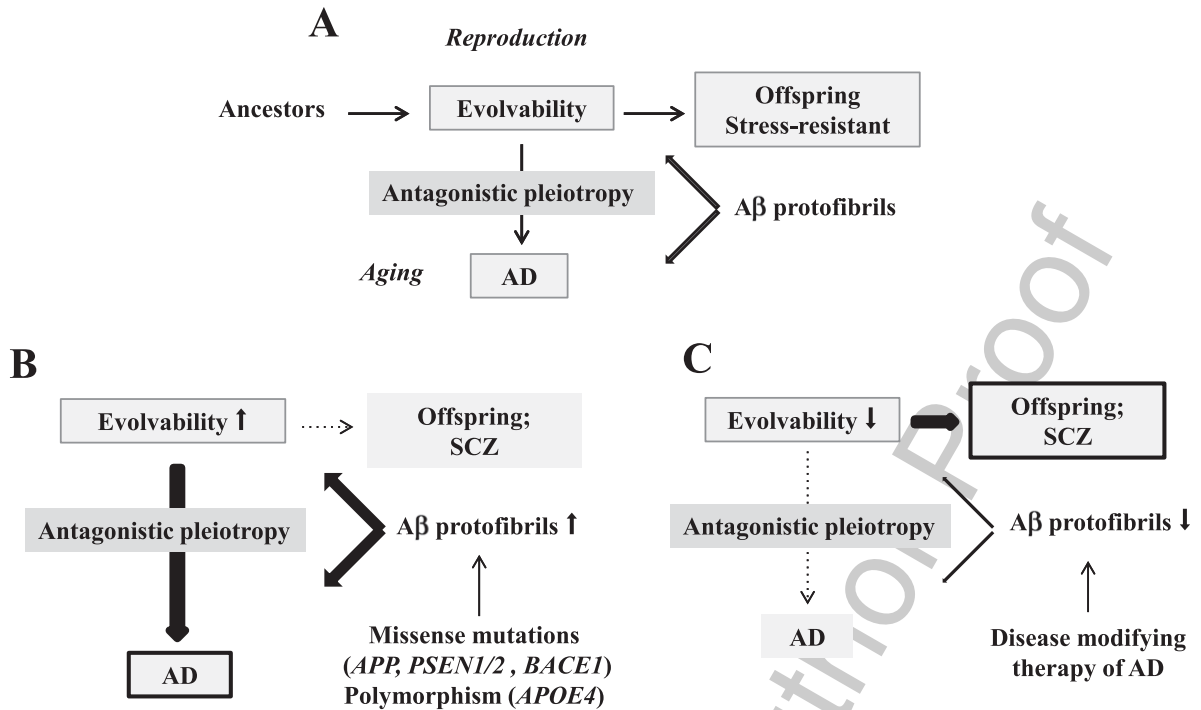 A
Reproduction
Ancestors
Evolvability
Offspring
Stress-resistant
Antagonistic pleiotropy
Aβ protofibrils
Aging
AD
B
Evolvability ↑
Offspring;
SCZ
Antagonistic pleiotropy
Aβ protofibrils ↑
Missense mutations
(APP, PSEN1/2 , BACE1)
Polymorphism (APOE4)
AD
C
Evolvability ↓
Offspring;
SCZ
Antagonistic pleiotropy
Aβ protofibrils ↓
AD
Disease modifying
therapy of AD
Proof